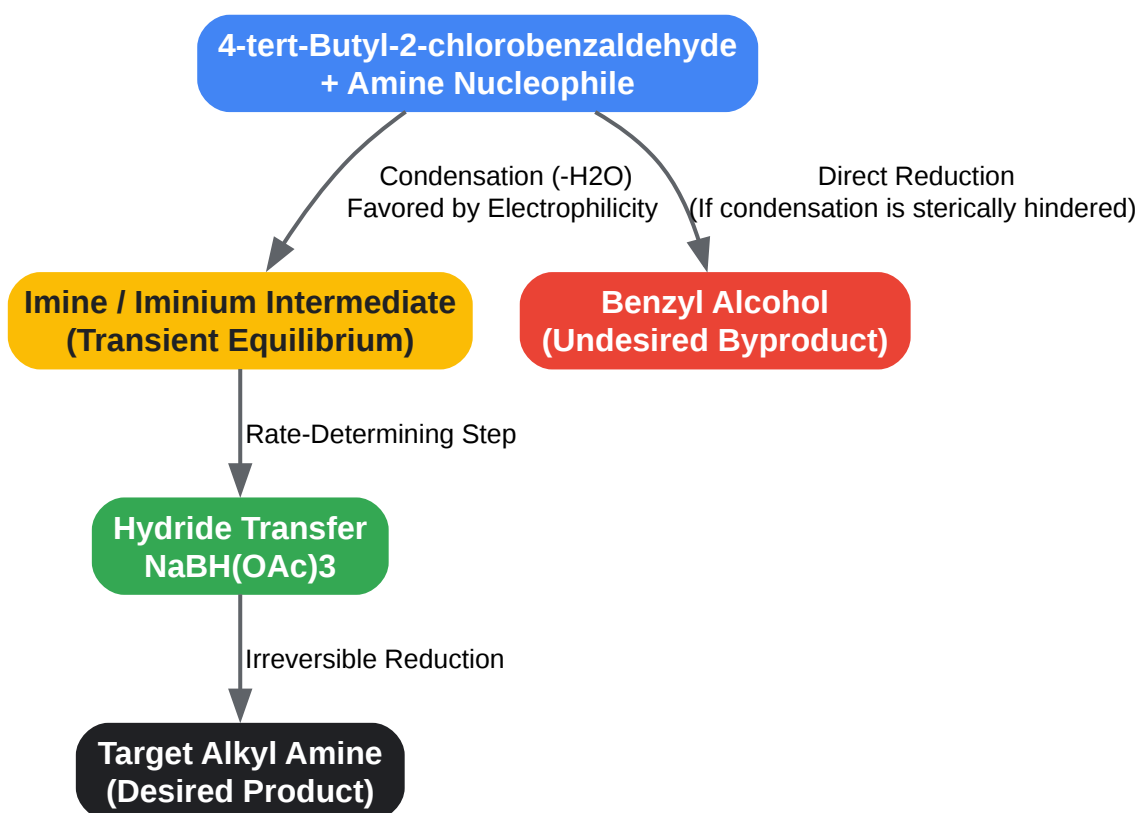 4-tert-Butyl-2-chlorobenzaldehyde
+ Amine Nucleophile
Condensation (-H2O)
Favored by Electrophilicity
Direct Reduction
(If condensation is sterically hindered)
Imine / Iminium Intermediate
(Transient Equilibrium)
Benzyl Alcohol
(Undesired Byproduct)
Rate-Determining Step
Hydride Transfer
NaBH(OAc)3
Irreversible Reduction
Target Alkyl Amine
(Desired Product)